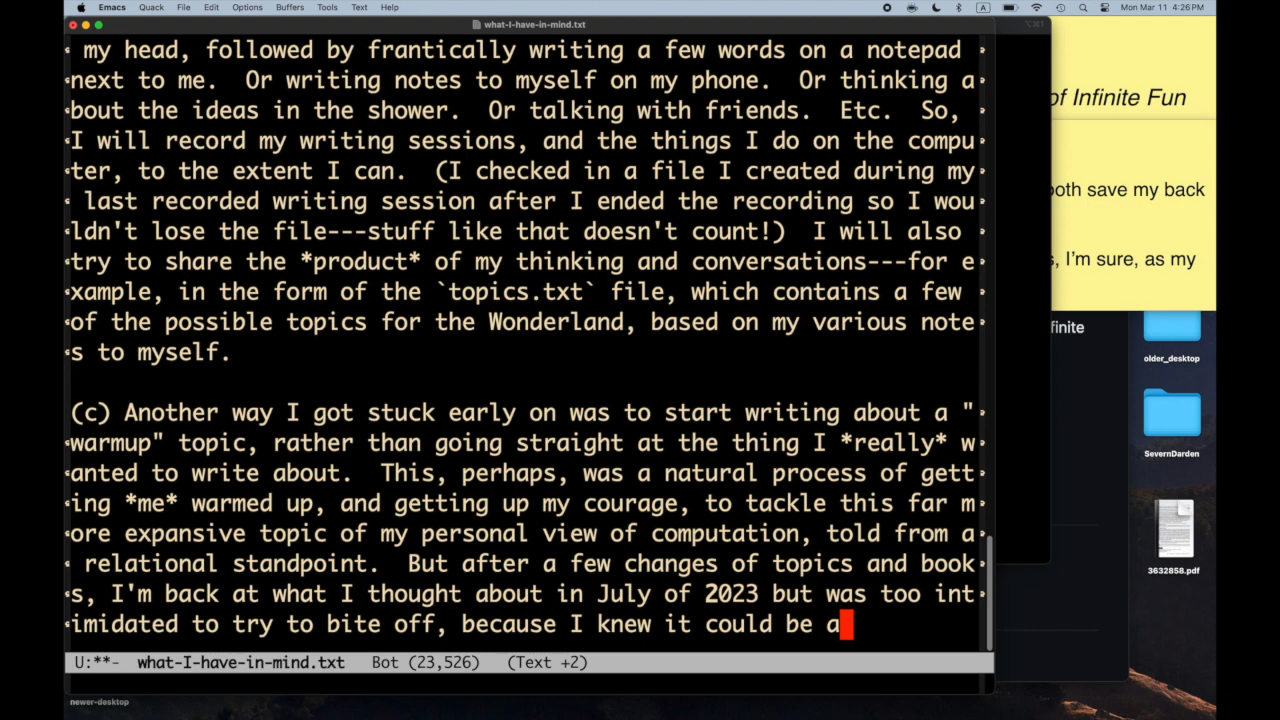 Emacs Quack File Edit Options Buffers Tools Text Help A Mon Mar 11 4:26 PM
what-I-have-in-mind.txt ⌥⌘1
my head, followed by frantically writing a few words on a notepad
next to me.  Or writing notes to myself on my phone.  Or thinking a
bout the ideas in the shower.  Or talking with friends.  Etc.  So,
I will record my writing sessions, and the things I do on the compu
ter, to the extent I can.  (I checked in a file I created during my
last recorded writing session after I ended the recording so I wou
ldn't lose the file---stuff like that doesn't count!)  I will also
try to share the *product* of my thinking and conversations---for e
xample, in the form of the `topics.txt` file, which contains a few
of the possible topics for the Wonderland, based on my various note
s to myself.
(c) Another way I got stuck early on was to start writing about a "
warmup" topic, rather than going straight at the thing I *really* w
anted to write about.  This, perhaps, was a natural process of gett
ing *me* warmed up, and getting up my courage, to tackle this far m
ore expansive topic of my personal view of computation, told from a
relational standpoint.  But after a few changes of topics and book
s, I'm back at what I thought about in July of 2023 but was too int
imidated to try to bite off, because I knew it could be a
U:**-  what-I-have-in-mind.txt   Bot (23,526)   (Text +2)
of Infinite Fun
both save my back
s, I'm sure, as my
finite
older_desktop
SevernDarden
3632858.pdf
newer-desktop